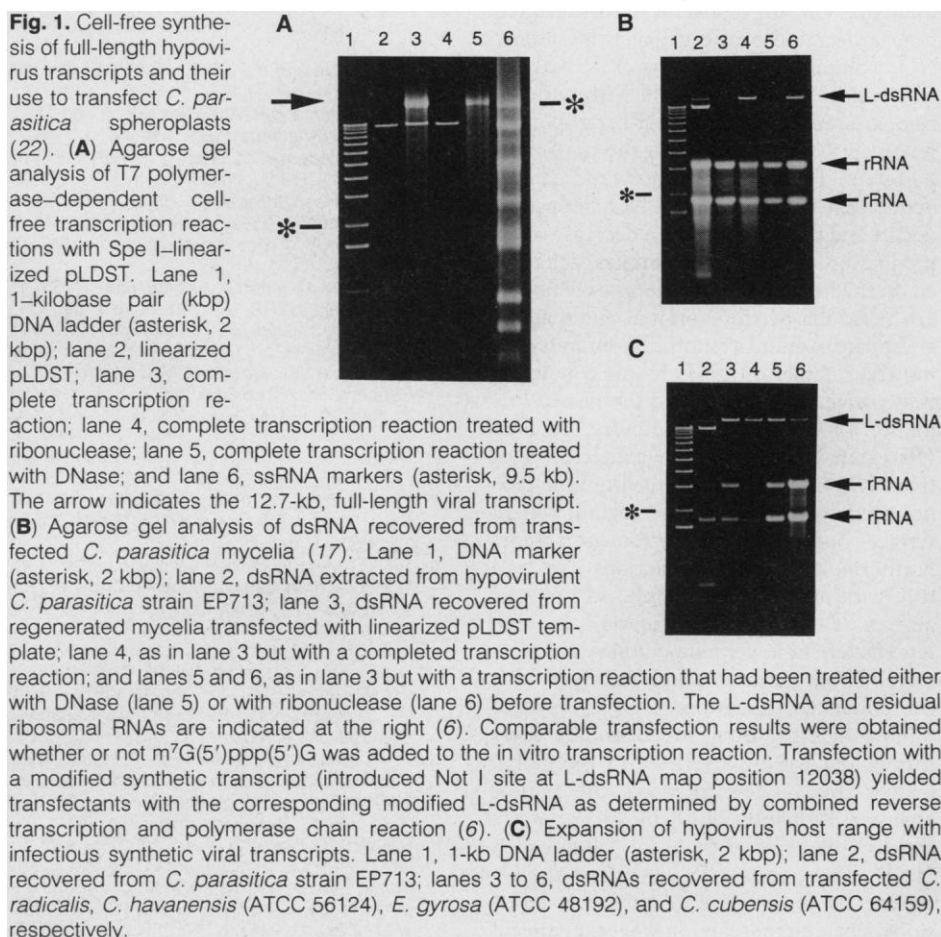 Fig. 1. Cell-free synthe-
sis of full-length hypovi-
rus transcripts and their
use to transfect C. par-
asitica spheroplasts
(22). (A) Agarose gel
analysis of T7 polymer-
ase–dependent cell-
free transcription reac-
tions with Spe I–linear-
ized pLDST. Lane 1,
1–kilobase pair (kbp)
DNA ladder (asterisk, 2
kbp); lane 2, linearized
pLDST; lane 3, com-
plete transcription re-
action; lane 4, complete transcription reaction treated with
ribonuclease; lane 5, complete transcription reaction treated
with DNase; and lane 6, ssRNA markers (asterisk, 9.5 kb).
The arrow indicates the 12.7-kb, full-length viral transcript.
(B) Agarose gel analysis of dsRNA recovered from trans-
fected C. parasitica mycelia (17). Lane 1, DNA marker
(asterisk, 2 kbp); lane 2, dsRNA extracted from hypovirulent
C. parasitica strain EP713; lane 3, dsRNA recovered from
regenerated mycelia transfected with linearized pLDST tem-
plate; lane 4, as in lane 3 but with a completed transcription
reaction; and lanes 5 and 6, as in lane 3 but with a transcription reaction that had been treated either
with DNase (lane 5) or with ribonuclease (lane 6) before transfection. The L-dsRNA and residual
ribosomal RNAs are indicated at the right (6). Comparable transfection results were obtained
whether or not m⁷G(5′)ppp(5′)G was added to the in vitro transcription reaction. Transfection with
a modified synthetic transcript (introduced Not I site at L-dsRNA map position 12038) yielded
transfectants with the corresponding modified L-dsRNA as determined by combined reverse
transcription and polymerase chain reaction (6). (C) Expansion of hypovirus host range with
infectious synthetic viral transcripts. Lane 1, 1-kb DNA ladder (asterisk, 2 kbp); lane 2, dsRNA
recovered from C. parasitica strain EP713; lanes 3 to 6, dsRNAs recovered from transfected C.
radicalis, C. havanensis (ATCC 56124), E. gyrosa (ATCC 48192), and C. cubensis (ATCC 64159),
respectively.
A
1 2 3 4 5 6
*
*
B
1 2 3 4 5 6
L-dsRNA
rRNA
*
rRNA
C
1 2 3 4 5 6
L-dsRNA
rRNA
*
rRNA